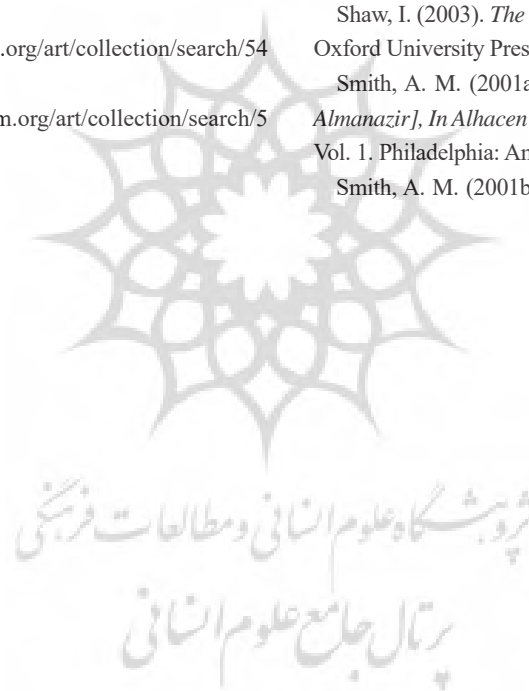 Shaw, I. (2003). The
n.org/art/collection/search/54
Oxford University Pres
Smith, A. M. (2001a
m.org/art/collection/search/5
Almanazir], In Alhacen
Vol. 1. Philadelphia: An
Smith, A. M. (2001b
پژوهشگاه علوم انسانی و مطالعات فرهنگی
پرتال جامع علوم انسانی